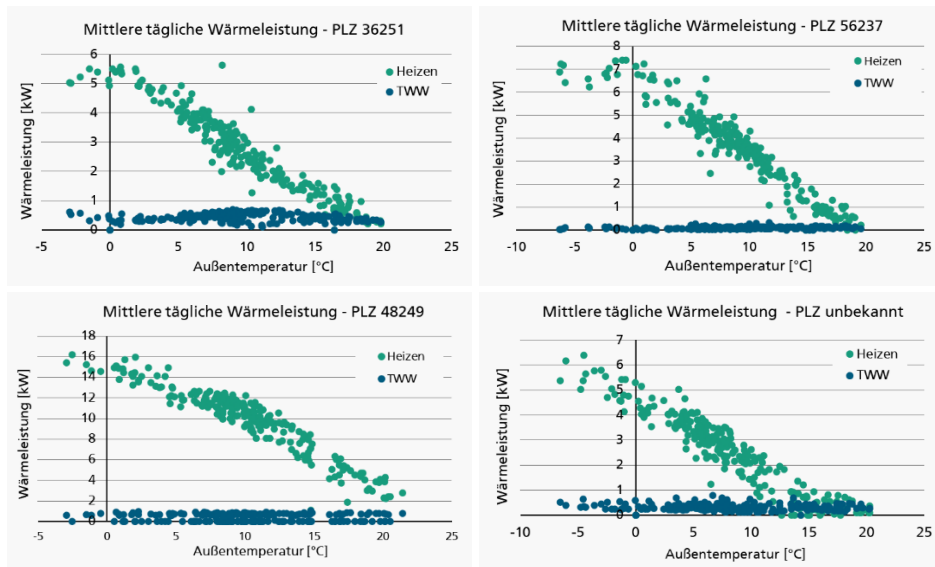 Mittlere tägliche Wärmeleistung - PLZ 36251
Wärmeleistung [kW]
6
5
4
3
2
1
0
-5 0 5 10 15 20 25
Außentemperatur [°C]
Heizen
TWW
Mittlere tägliche Wärmeleistung - PLZ 56237
Wärmeleistung [kW]
8
7
6
5
4
3
2
1
0
-10 -5 0 5 10 15 20 25
Außentemperatur [°C]
Heizen
TWW
Mittlere tägliche Wärmeleistung - PLZ 48249
Wärmeleistung [kW]
18
16
14
12
10
8
6
4
2
0
-5 0 5 10 15 20 25
Außentemperatur [°C]
Heizen
TWW
Mittlere tägliche Wärmeleistung - PLZ unbekannt
Wärmeleistung [kW]
7
6
5
4
3
2
1
0
-10 -5 0 5 10 15 20 25
Außentemperatur [°C]
Heizen
TWW